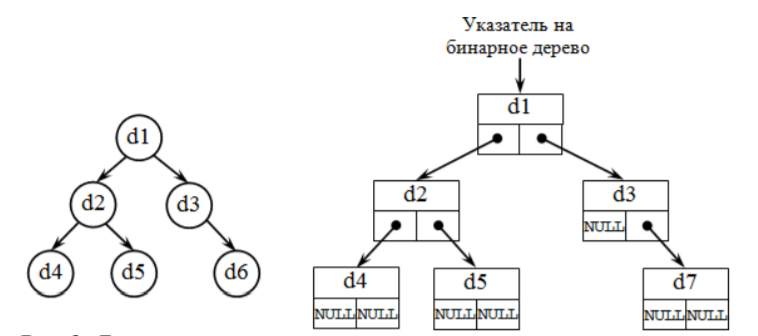 Указатель на
бинарное дерево
d1
d2 d3
d4 d5 d6
d1
d2 d3
NULL
d4 d5 d7
NULL NULL NULL NULL NULL NULL